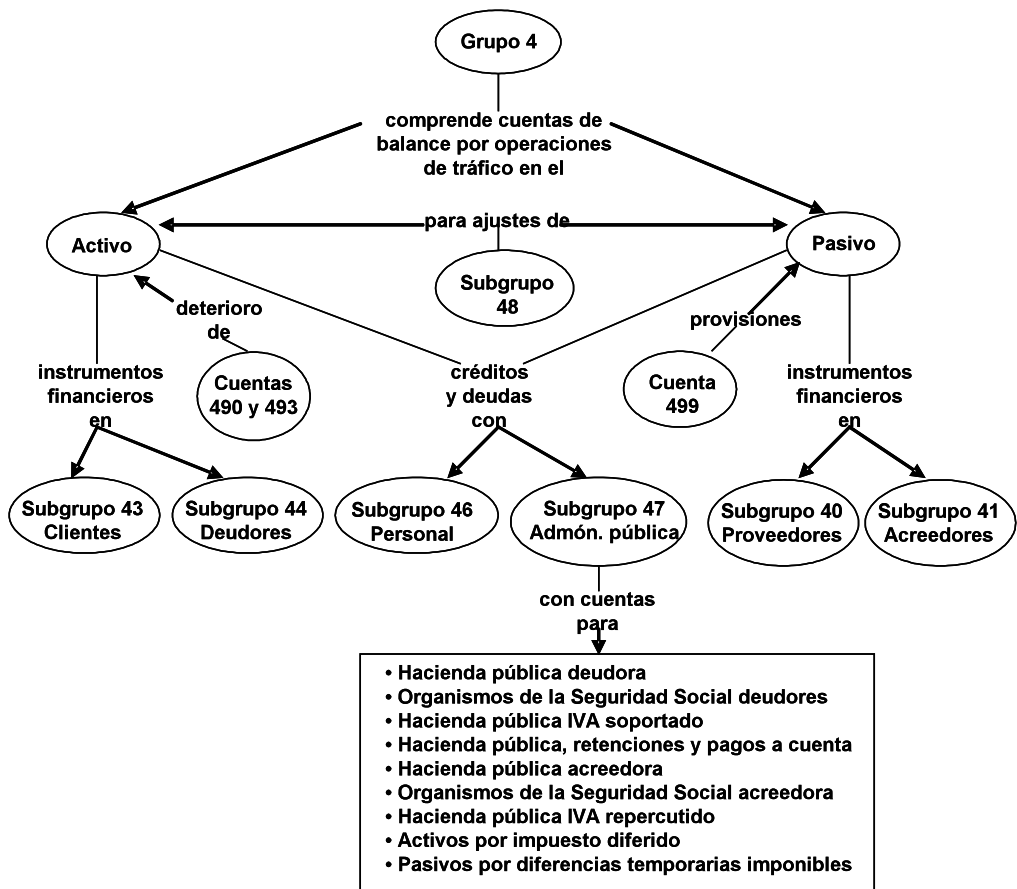 Grupo 4
comprende cuentas de
balance por operaciones
de tráfico en el
para ajustes de
Activo
Pasivo
Subgrupo
48
deterioro
de
provisiones
instrumentos
financieros
en
Cuentas
490 y 493
créditos
y deudas
con
Cuenta
499
instrumentos
financieros
en
Subgrupo 43
Clientes
Subgrupo 44
Deudores
Subgrupo 46
Personal
Subgrupo 47
Admón. pública
Subgrupo 40
Proveedores
Subgrupo 41
Acreedores
con cuentas
para
• Hacienda pública deudora
• Organismos de la Seguridad Social deudores
• Hacienda pública IVA soportado
• Hacienda pública, retenciones y pagos a cuenta
• Hacienda pública acreedora
• Organismos de la Seguridad Social acreedora
• Hacienda pública IVA repercutido
• Activos por impuesto diferido
• Pasivos por diferencias temporarias imponibles